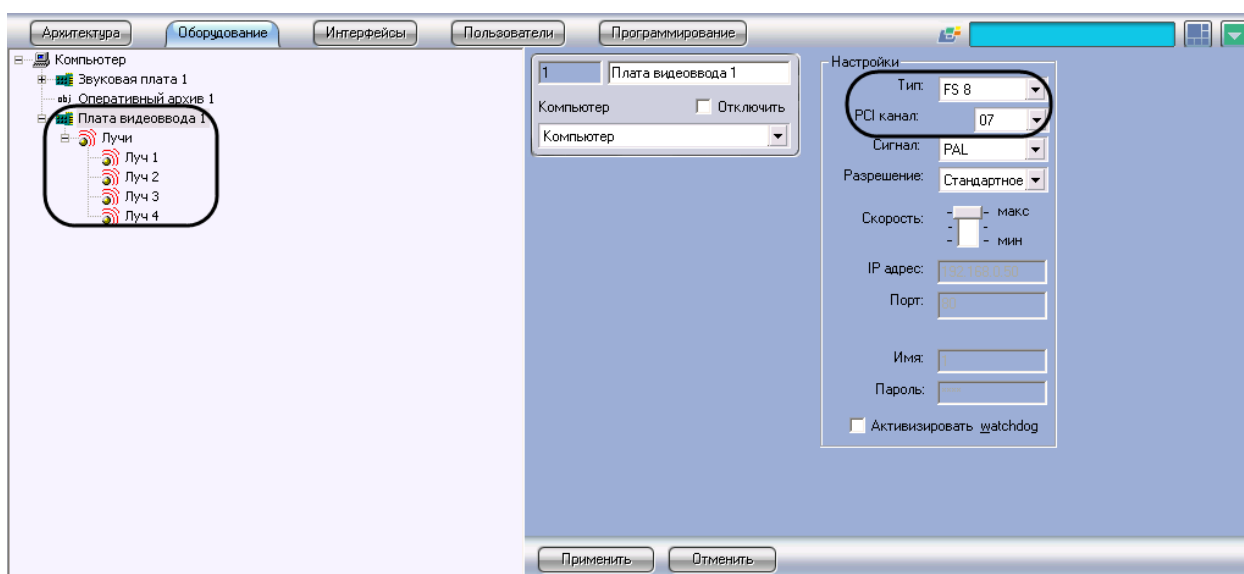 Архитектура Оборудование Интерфейсы Пользователи Программирование
Компьютер
Звуковая плата 1
obj Оперативный архив 1
Плата видеоввода 1
Лучи
Луч 1
Луч 2
Луч 3
Луч 4
1 Плата видеоввода 1
Компьютер Отключить
Компьютер
Настройки
Тип: FS 8
PCI канал: 07
Сигнал: PAL
Разрешение: Стандартное
Скорость: макс
мин
IP адрес:
Порт:
Имя:
Пароль:
Активизировать watchdog
Применить Отменить